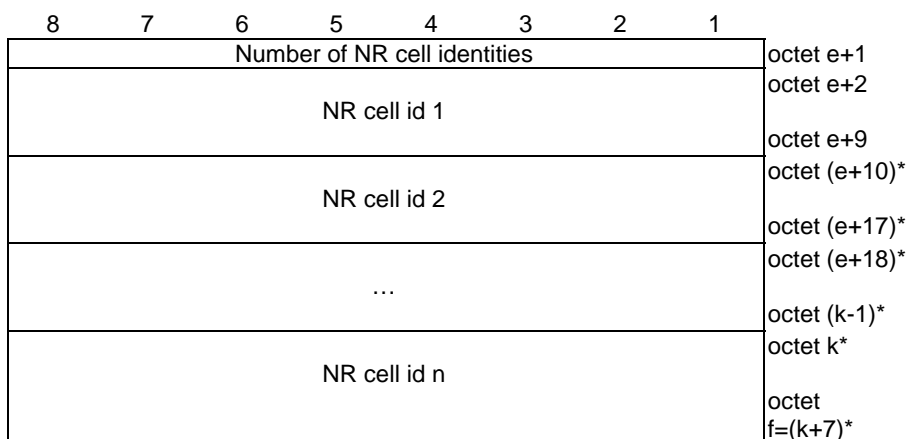 8 7 6 5 4 3 2 1
Number of NR cell identities octet e+1
octet e+2
NR cell id 1
octet e+9
octet (e+10)*
NR cell id 2
octet (e+17)*
octet (e+18)*
…
octet (k-1)*
octet k*
NR cell id n
octet
f=(k+7)*